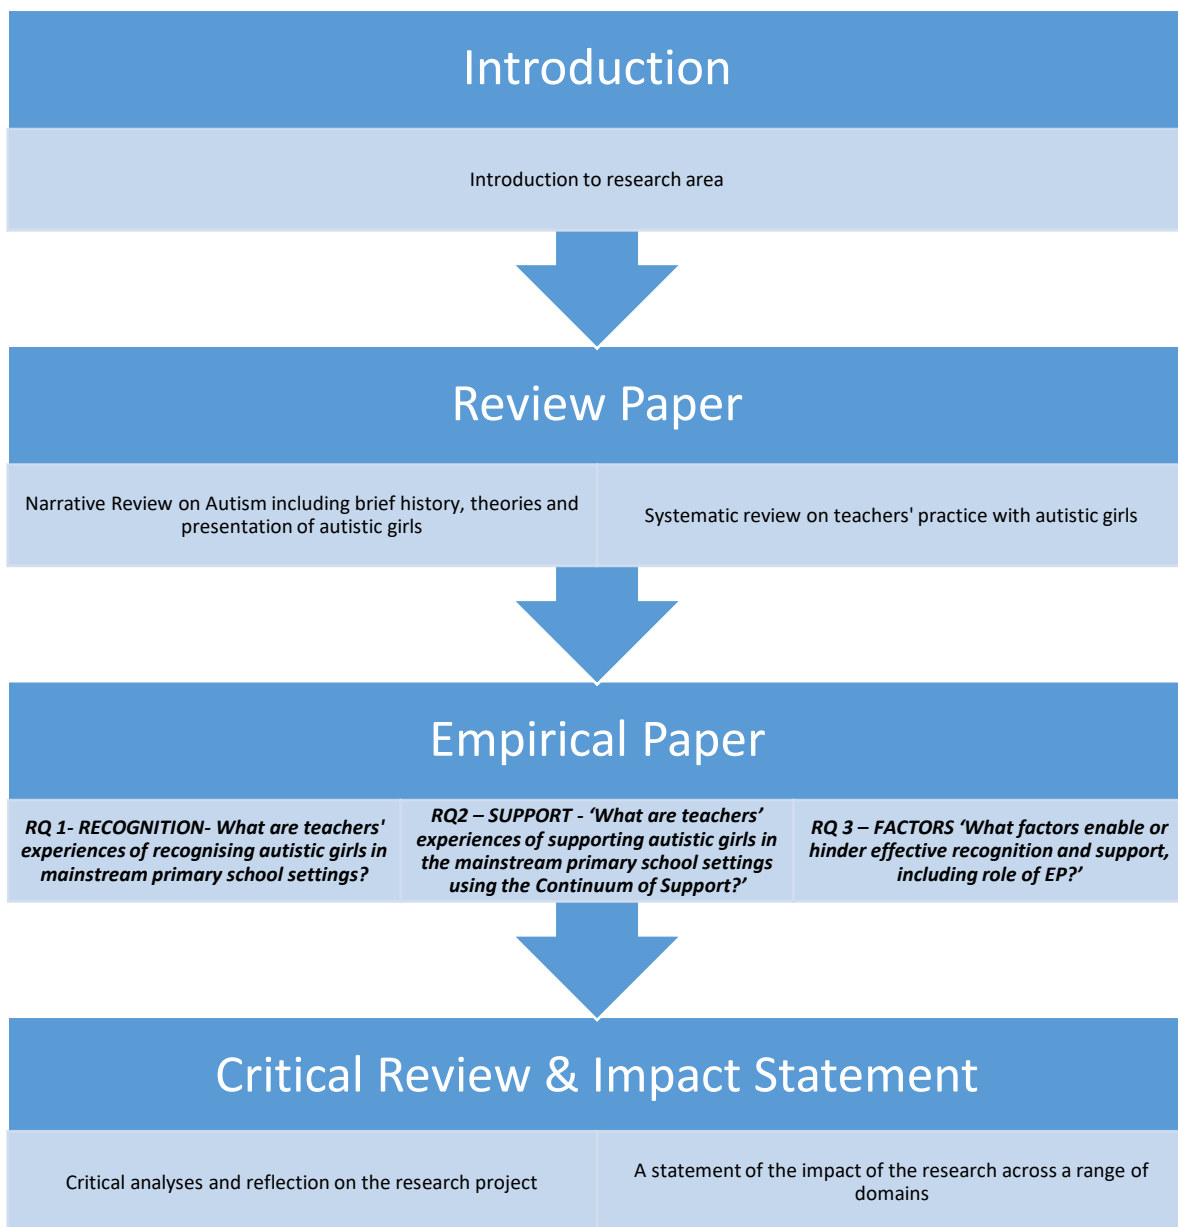 Introduction
Introduction to research area
Review Paper
Narrative Review on Autism including brief history, theories and
presentation of autistic girls
Systematic review on teachers' practice with autistic girls
Empirical Paper
RQ 1- RECOGNITION- What are teachers'
experiences of recognising autistic girls in
mainstream primary school settings?
RQ2 – SUPPORT - ‘What are teachers’
experiences of supporting autistic girls in
the mainstream primary school settings
using the Continuum of Support?’
RQ 3 – FACTORS ‘What factors enable or
hinder effective recognition and support,
including role of EP?’
Critical Review & Impact Statement
Critical analyses and reflection on the research project
A statement of the impact of the research across a range of
domains